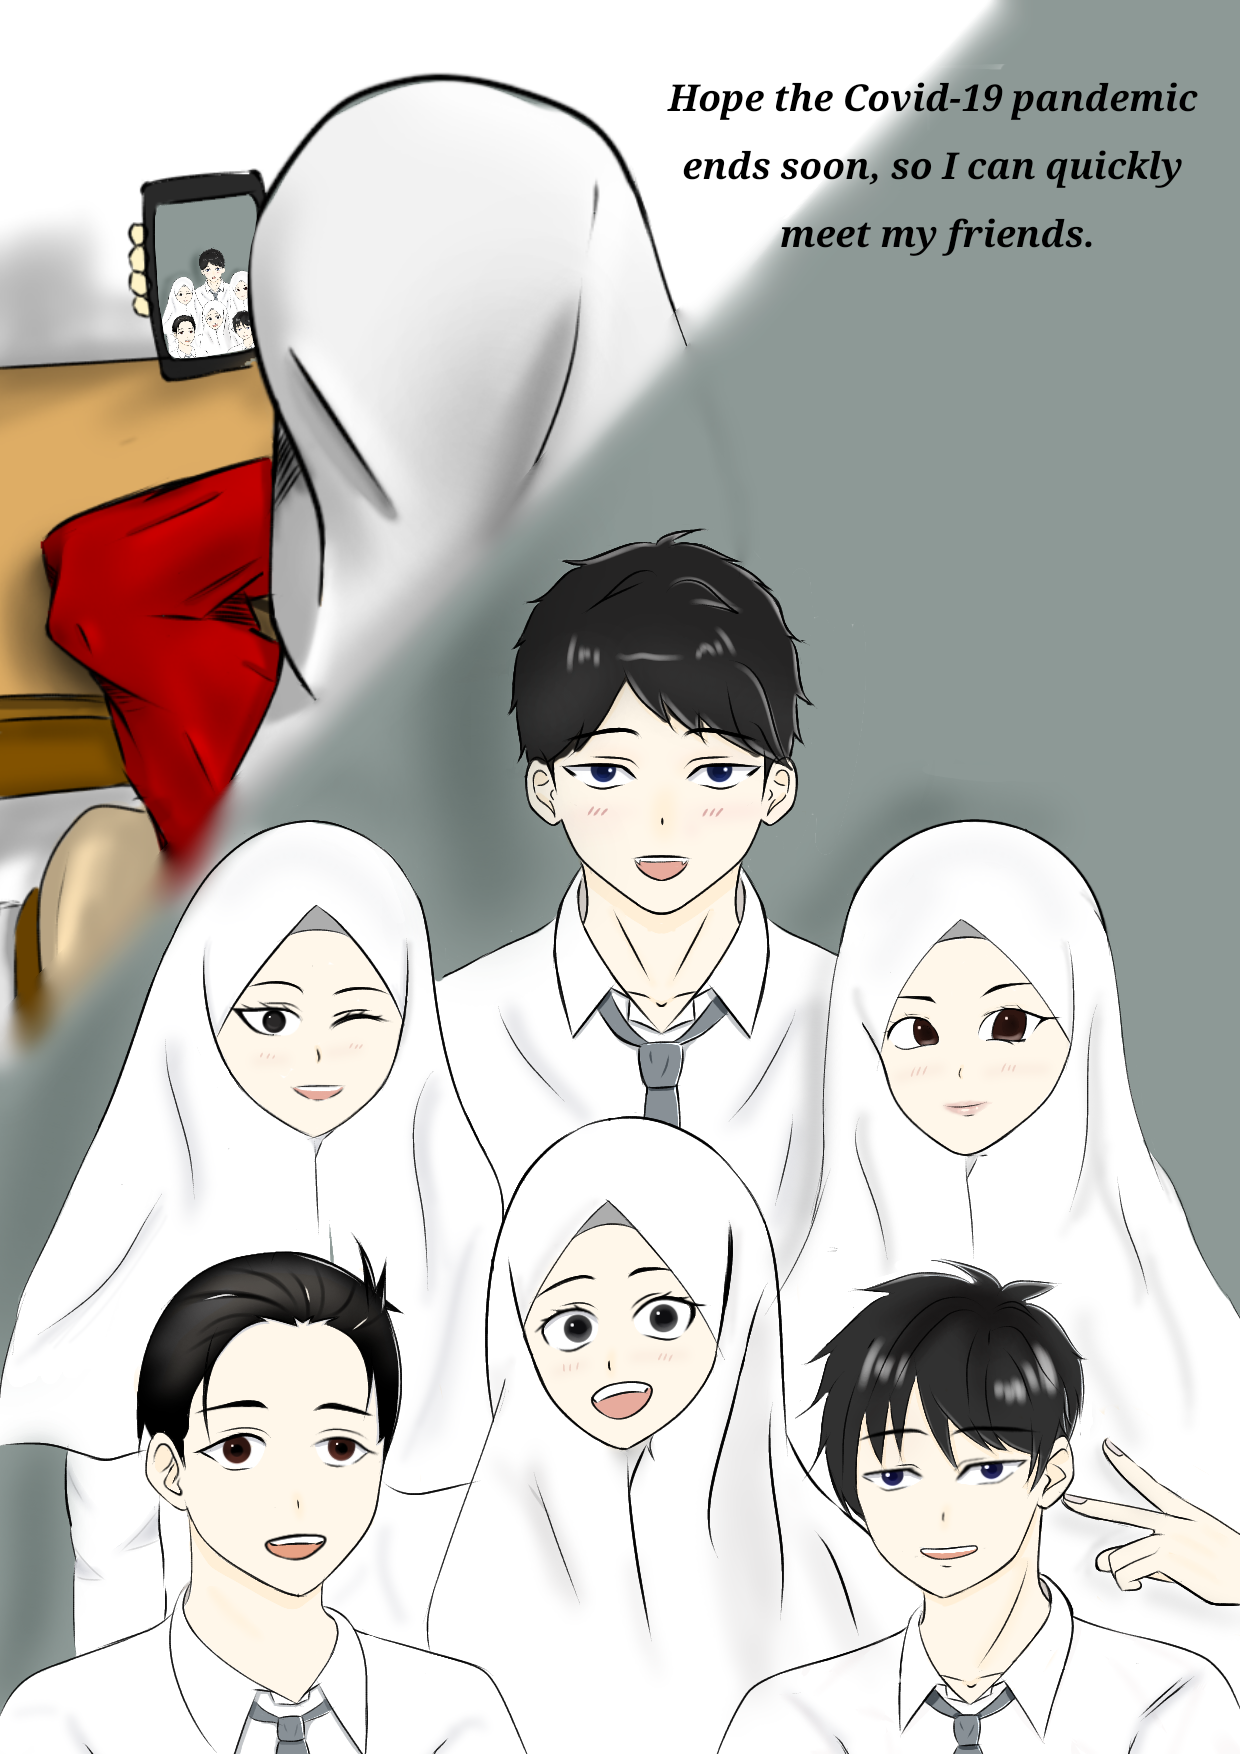 Hope the Covid-19 pandemic
ends soon, so I can quickly
meet my friends.